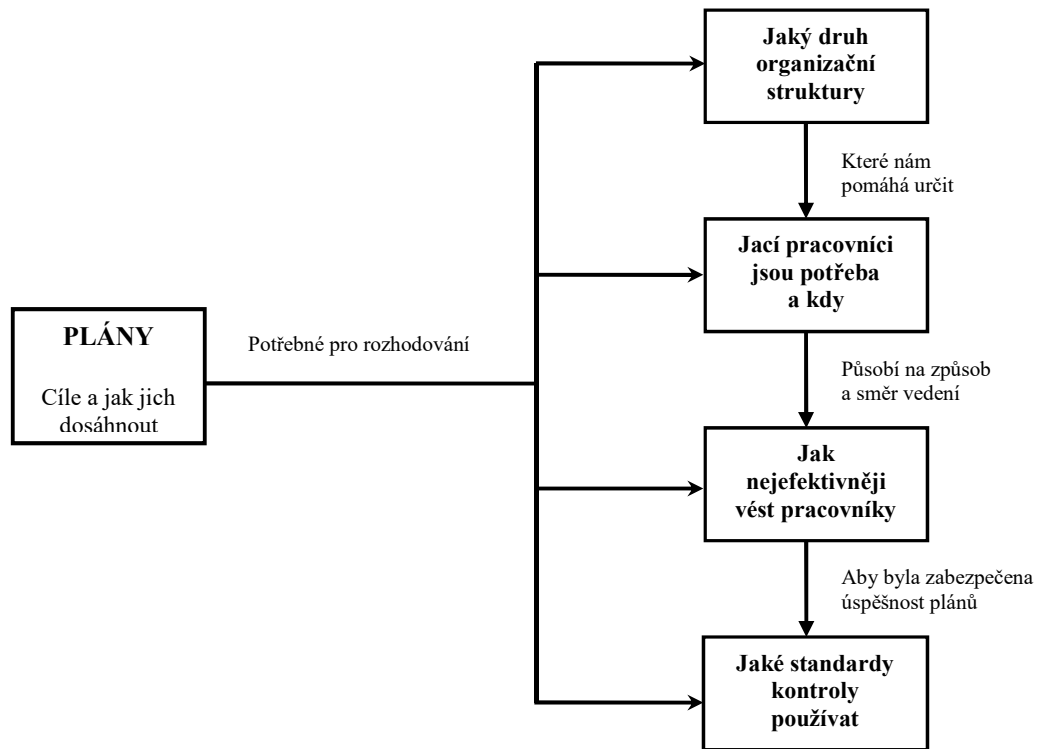 Jaký druh
organizační
struktury
Které nám
pomáhá určit
Jací pracovníci
jsou potřeba
a kdy
PLÁNY
Cíle a jak jich
dosáhnout
Potřebné pro rozhodování
Působí na způsob
a směr vedení
Jak
nejefektivněji
vést pracovníky
Aby byla zabezpečena
úspěšnost plánů
Jaké standardy
kontroly
používat